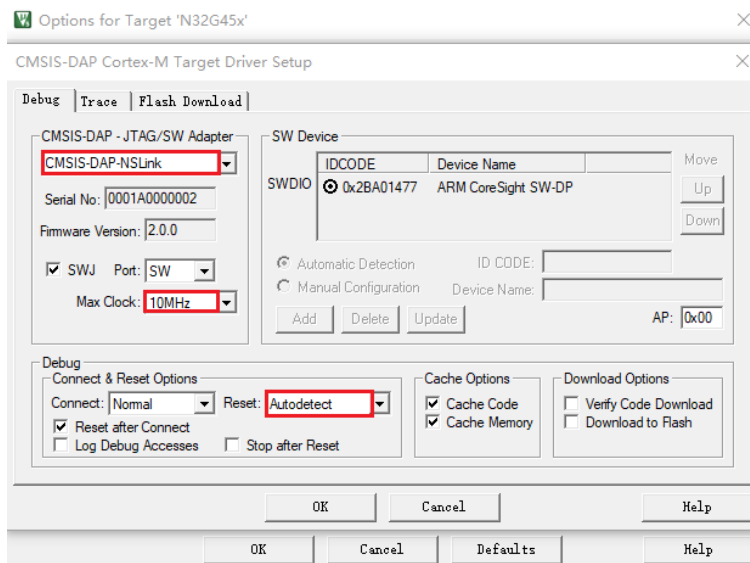 Options for Target 'N32G45x'
CMSIS-DAP Cortex-M Target Driver Setup
Debug Trace Flash Download
CMSIS-DAP - JTAG/SW Adapter
CMSIS-DAP-NSLink
Serial No: 0001A0000002
Firmware Version: 2.0.0
SWJ Port: SW
Max Clock: 10MHz
SW Device
IDCODE Device Name
SWDIO 0x2BA01477 ARM CoreSight SW-DP
Move
Up
Down
Automatic Detection ID CODE:
Manual Configuration Device Name:
Add Delete Update AP: 0x00
Debug
Connect & Reset Options
Connect: Normal Reset: Autodetect
Reset after Connect
Log Debug Accesses Stop after Reset
Cache Options
Cache Code
Cache Memory
Download Options
Verify Code Download
Download to Flash
OK Cancel Help
OK Cancel Defaults Help